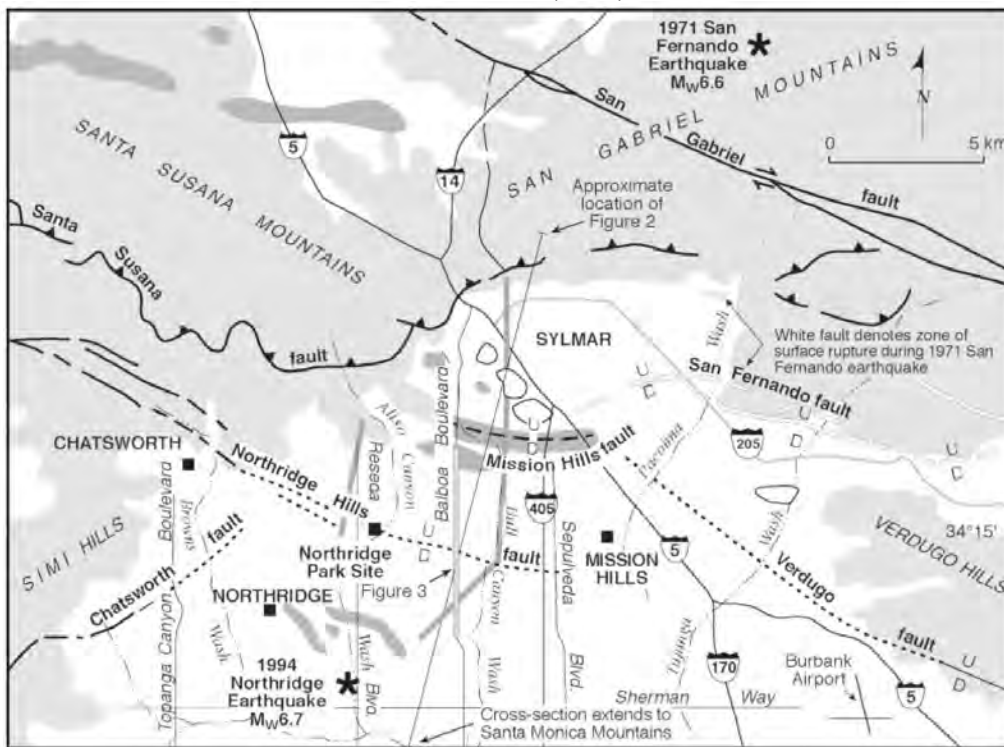 1971 San
Fernando
Earthquake
MW6.6
N
0 5 km
SANTA SUSANA MOUNTAINS
SAN GABRIEL MOUNTAINS
San
Gabriel
fault
5
14
Approximate
location of
Figure 2
Santa
Susana
fault
SYLMAR
Wash
White fault denotes zone of
surface rupture during 1971 San
Fernando earthquake
San Fernando fault
U
D
U
D
U
D
205
CHATSWORTH
Northridge
Hills
fault
Reseda
Aliso
Canyon
Balboa Boulevard
U
D
Mission Hills fault
Pacoima
Wash
SIMI HILLS
Chatsworth
fault
Topanga Canyon Boulevard
Browns
Wash
Northridge
Park Site
Figure 3
U
D
Bull
Canyon
Wash
405
Sepulveda
Blvd.
MISSION
HILLS
5
Verdugo
fault
U
D
VERDUGO HILLS
34°15'
NORTHRIDGE
1994
Northridge
Earthquake
MW6.7
Wash
Blvd.
Tujunga
170
Sherman Way
Burbank
Airport
5
Cross-section extends to
Santa Monica Mountains